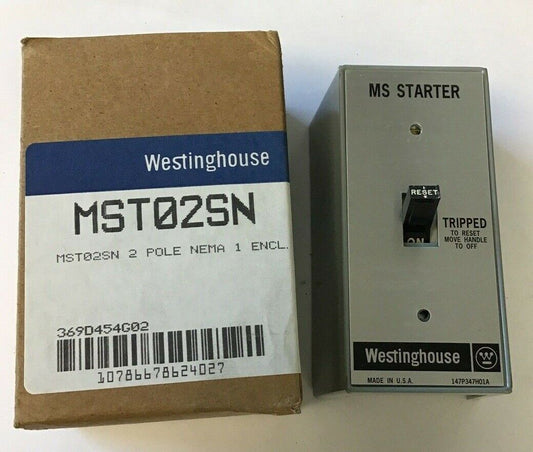 Westinghouse
MST02SN
MST02SN 2 POLE NEMA 1 ENCL.
369D454G02
10786678624027
MS STARTER
RESET
ON
TRIPPED
TO RESET
MOVE HANDLE
TO OFF
Westinghouse
W
MADE IN U.S.A.
147P347H01A